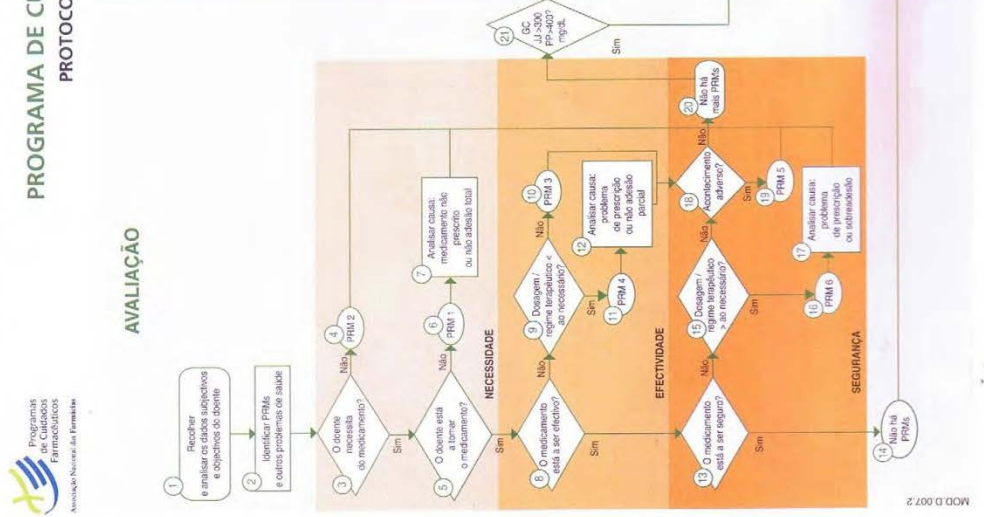 Programas
de Cuidados
Farmacêuticos
Associação Nacional das Farmácias
PROGRAMA DE
PROTOCO
AVALIAÇÃO
1
Recolher
e analisar os dados subjectivos
e objectivos do doente
2
Identificar PRMs
e outros problemas de saúde
3
O doente
necessita
do medicamento?
Não
4
PRM 2
Sim
5
O doente está
a tomar
o medicamento?
Não
6
PRM 1
7
Analisar causa:
medicamento não
prescrito
ou não adesão total
NECESSIDADE
Sim
8
O medicamento
está a ser efectivo?
Não
9
Dosagem /
regime terapêutico <
ao necessário?
Não
10
PRM 3
Sim
11
PRM 4
12
Analisar causa:
problema
de prescrição
ou não adesão
parcial
EFECTIVIDADE
Sim
13
O medicamento
está a ser seguro?
Não
15
Dosagem /
regime terapêutico
> ao necessário?
Não
18
Acontecimento
adverso?
Não
20
Não há
mais PRMs
Sim
19
PRM 5
Sim
16
PRM 6
17
Analisar causa:
problema
de prescrição
ou sobreadesão
SEGURANÇA
Sim
14
Não há
PRMs
21
GC
JJ >300
PP>400?
mg/dL
Sim
MOD.D.007.2